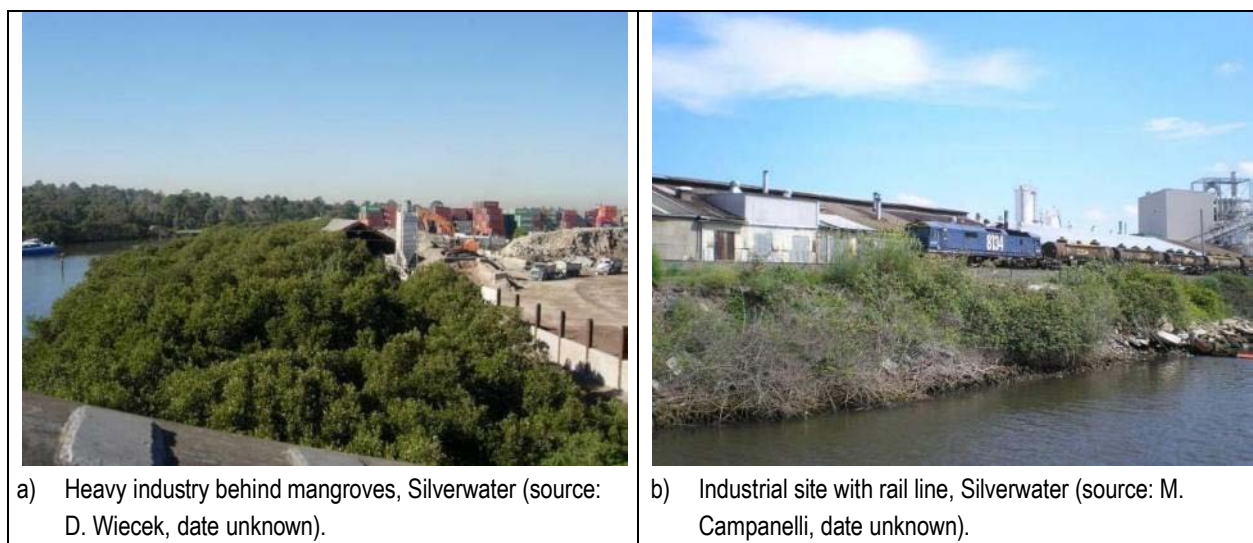 8134
a) Heavy industry behind mangroves, Silverwater (source:
D. Wiecek, date unknown).
b) Industrial site with rail line, Silverwater (source: M.
Campanelli, date unknown).